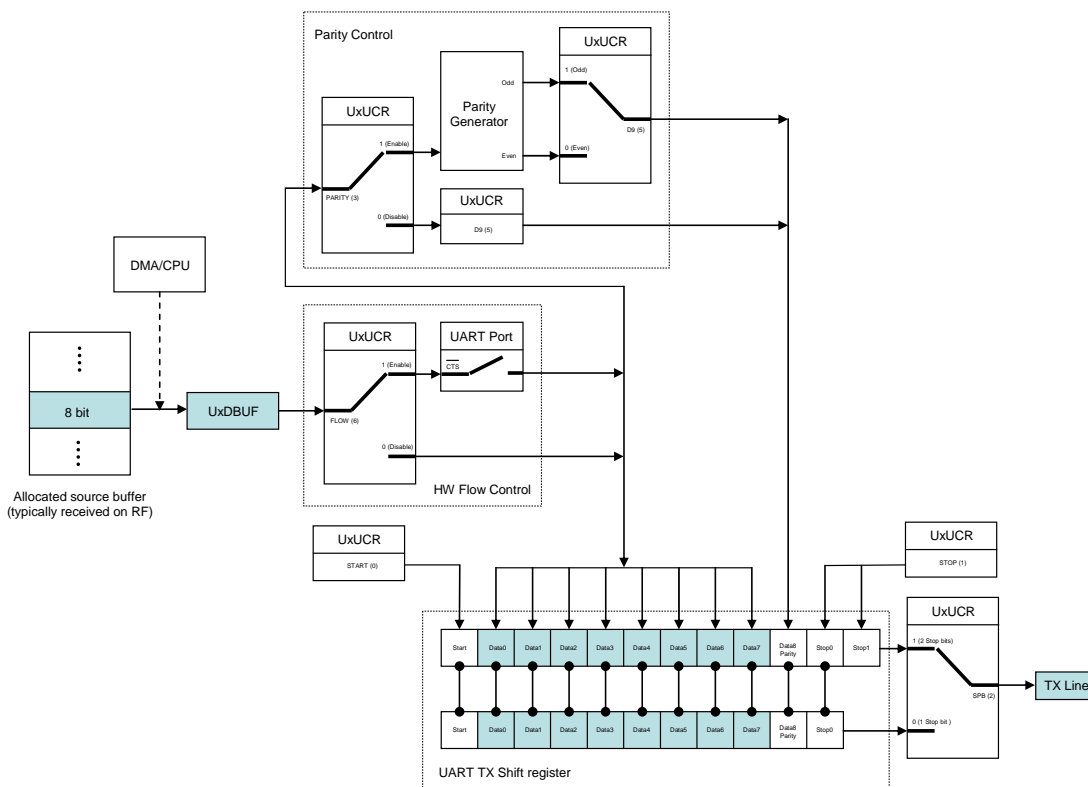 Parity Control
UxUCR
1 (Odd)
0 (Even)
D9 (5)
Parity
Generator
Odd
Even
UxUCR
1 (Enable)
PARITY (3)
0 (Disable)
UxUCR
D9 (5)
DMA/CPU
8 bit
Allocated source buffer
(typically received on RF)
UxDBUF
UxUCR
1 (Enable)
FLOW (6)
0 (Disable)
UART Port
CTS
HW Flow Control
UxUCR
START (0)
UxUCR
STOP (1)
Start Data0 Data1 Data2 Data3 Data4 Data5 Data6 Data7 Data8 Parity Stop0 Stop1
Start Data0 Data1 Data2 Data3 Data4 Data5 Data6 Data7 Data8 Parity Stop0
UART TX Shift register
UxUCR
1 (2 Stop bits)
SPB (2)
0 (1 Stop bit )
TX Line